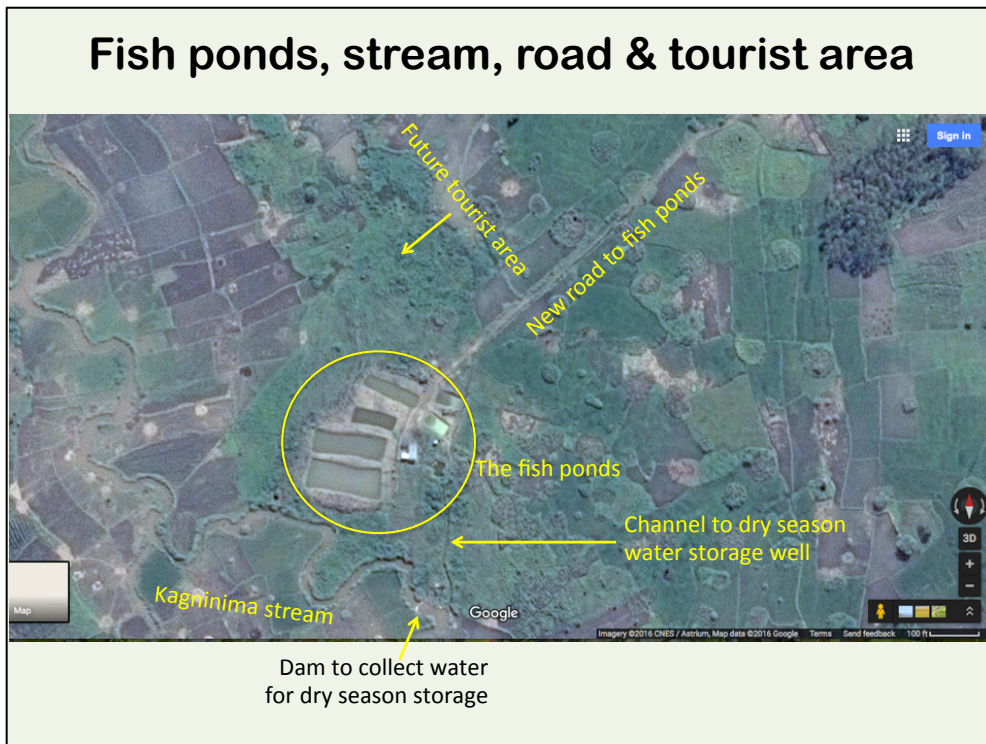 Fish ponds, stream, road & tourist area
Sign in
Future tourist area
New road to fish ponds
The fish ponds
Channel to dry season
water storage well
3D
+
-
Map
Kagninima stream
Google
Imagery ©2016 CNES / Astrium, Map data ©2016 Google Terms Send feedback 100 ft
Dam to collect water
for dry season storage